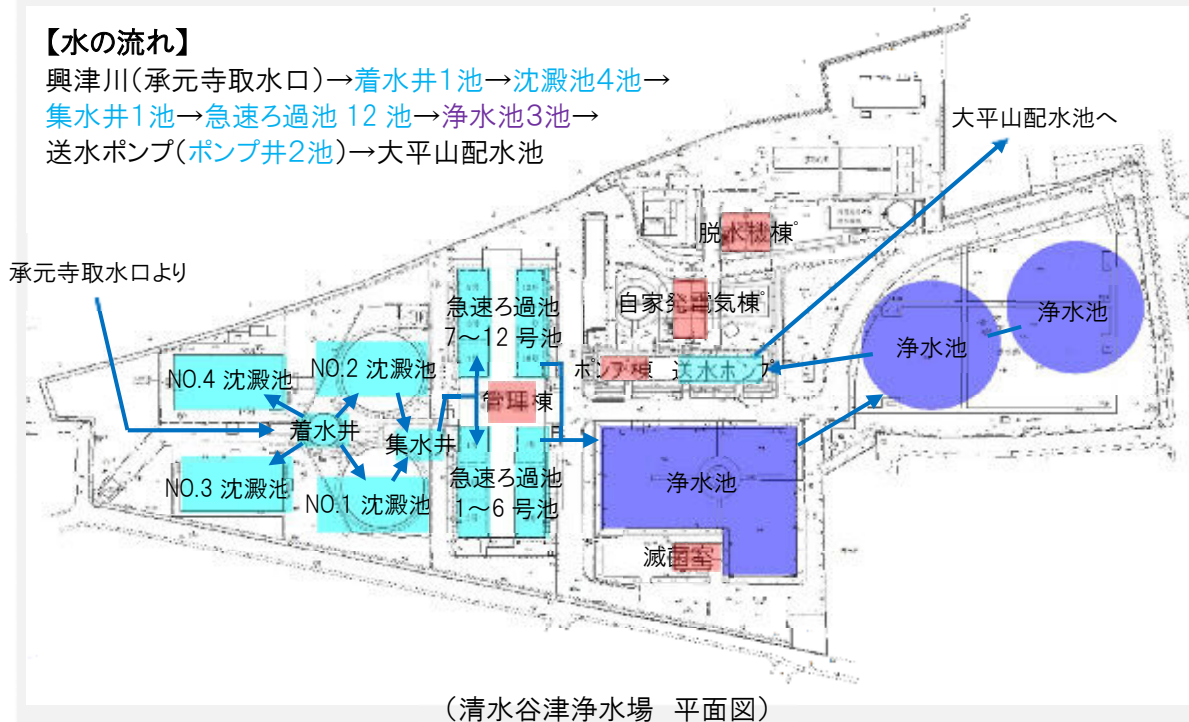 【水の流れ】
興津川(承元寺取水口)→着水井1池→沈澱池4池→
集水井1池→急速ろ過池 12 池→浄水池3池→
送水ポンプ(ポンプ井2池)→大平山配水池
大平山配水池へ
脱水機棟
承元寺取水口より
急速ろ過池
7～12 号池
自家発電気棟
浄水池
浄水池
NO.4 沈澱池
NO.2 沈澱池
ポンプ棟
送水ポンプ
管理棟
着水井
集水井
NO.3 沈澱池
NO.1 沈澱池
急速ろ過池
1～6 号池
浄水池
滅菌室
(清水谷津浄水場 平面図)